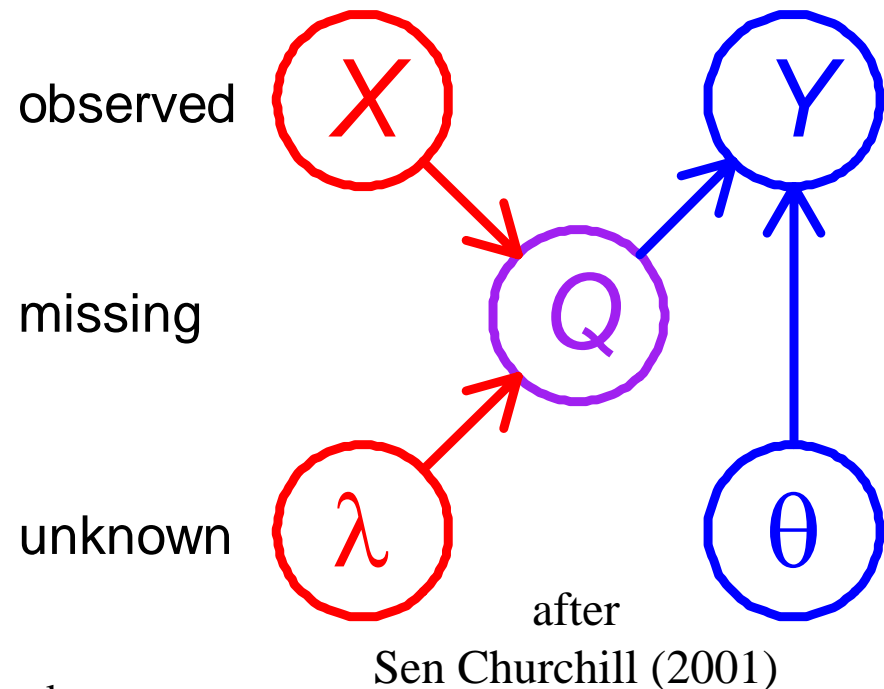 observed X Y
missing Q
unknown λ θ
after
Sen Churchill (2001)